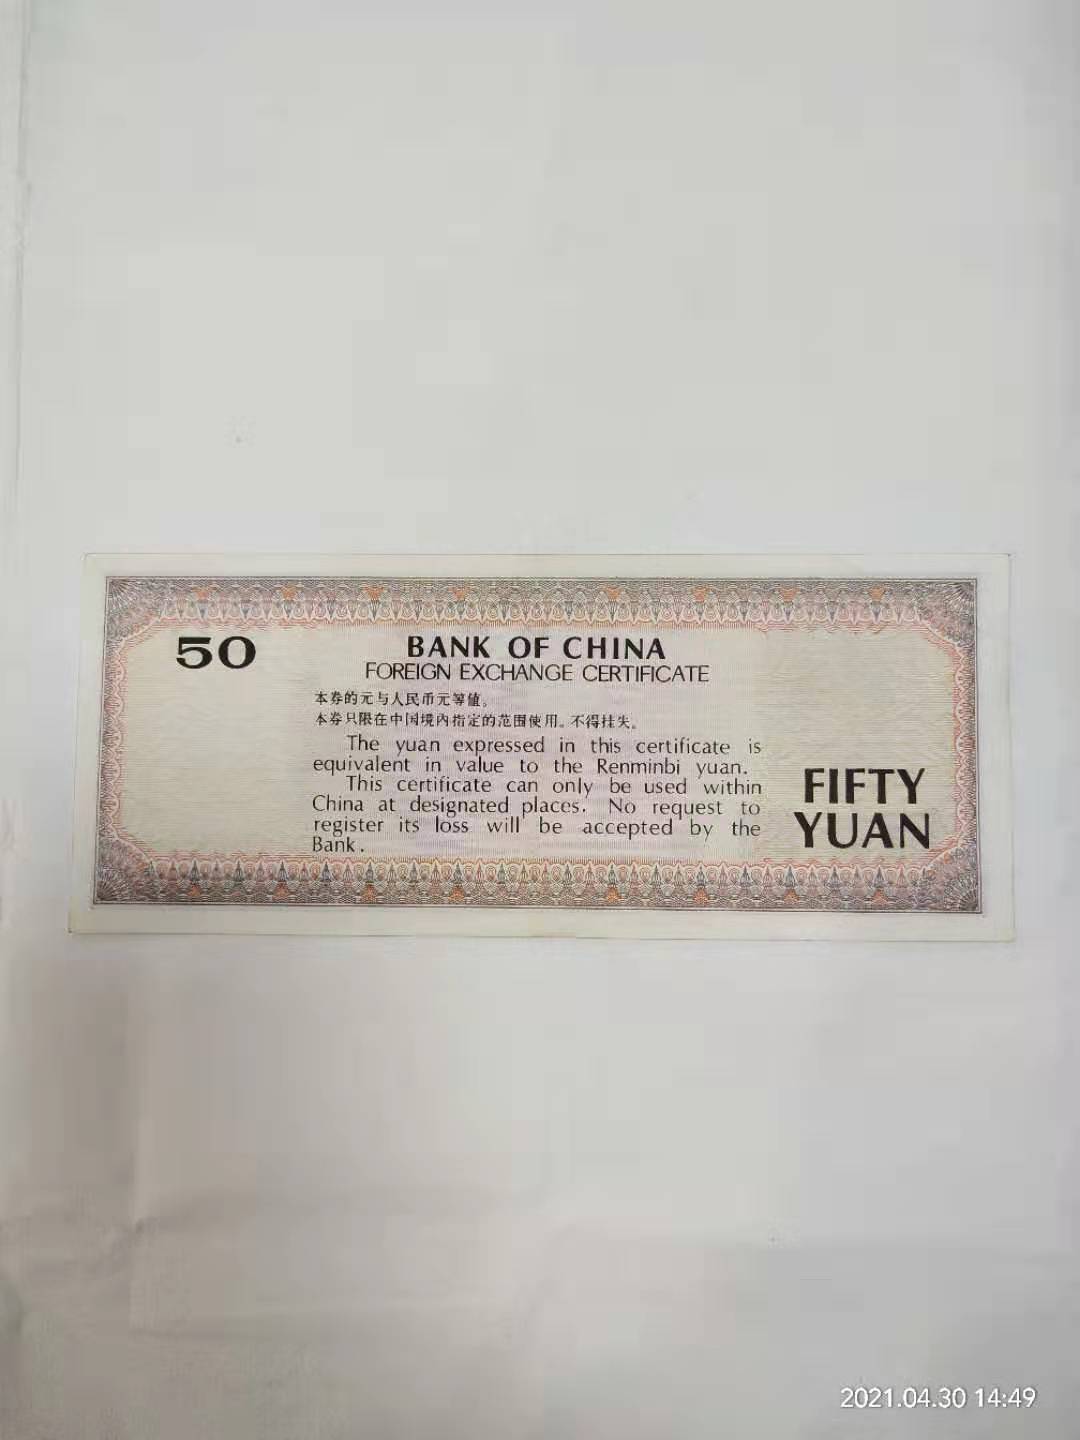 50
BANK OF CHINA
FOREIGN EXCHANGE CERTIFICATE
本券的元与人民币元等值。
本券只限在中国境内指定的范围使用。不得挂失。
The yuan expressed in this certificate is
equivalent in value to the Renminbi yuan.
This certificate can only be used within
China at designated places. No request to
register its loss will be accepted by the
Bank.
FIFTY
YUAN
2021.04.30 14:49